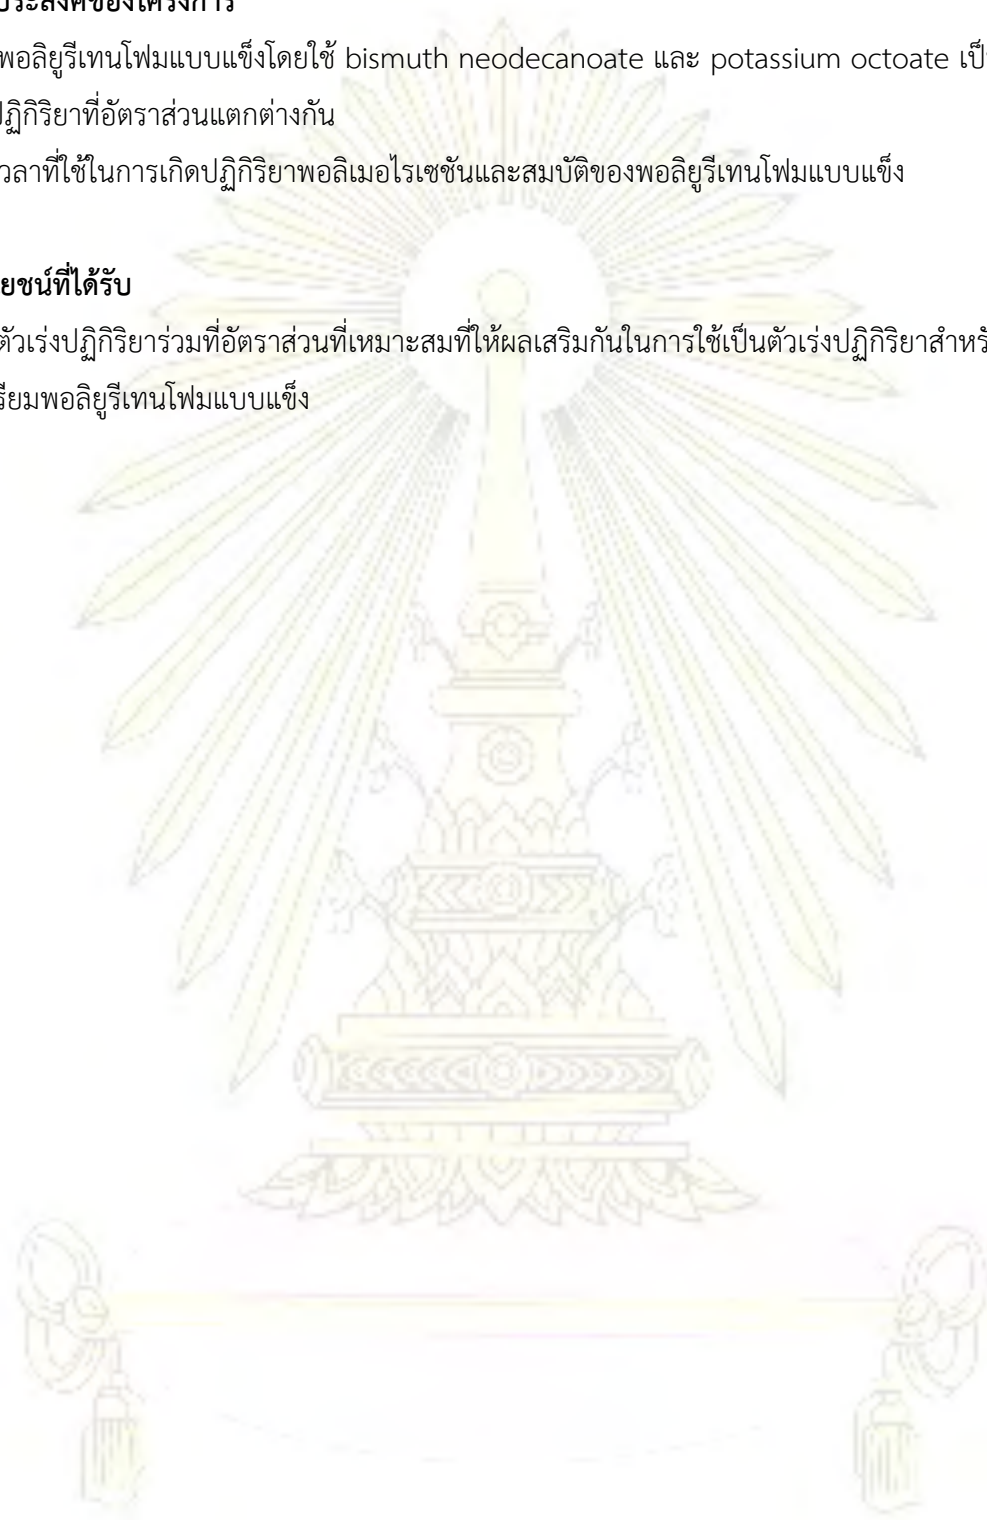 ประสงค์ของโครงการ
พอลิยูรีเทนโฟมแบบแข็งโดยใช้ bismuth neodecanoate และ potassium octoate เป็
ปฏิกิริยาที่อัตราส่วนแตกต่างกัน
วลาที่ใช้ในการเกิดปฏิกิริยาพอลิเมอไรเซชันและสมบัติของพอลิยูรีเทนโฟมแบบแข็ง
ยชน์ที่ได้รับ
ตัวเร่งปฏิกิริยาร่วมที่อัตราส่วนที่เหมาะสมที่ให้ผลเสริมกันในการใช้เป็นตัวเร่งปฏิกิริยาสำหรั
รียมพอลิยูรีเทนโฟมแบบแข็ง